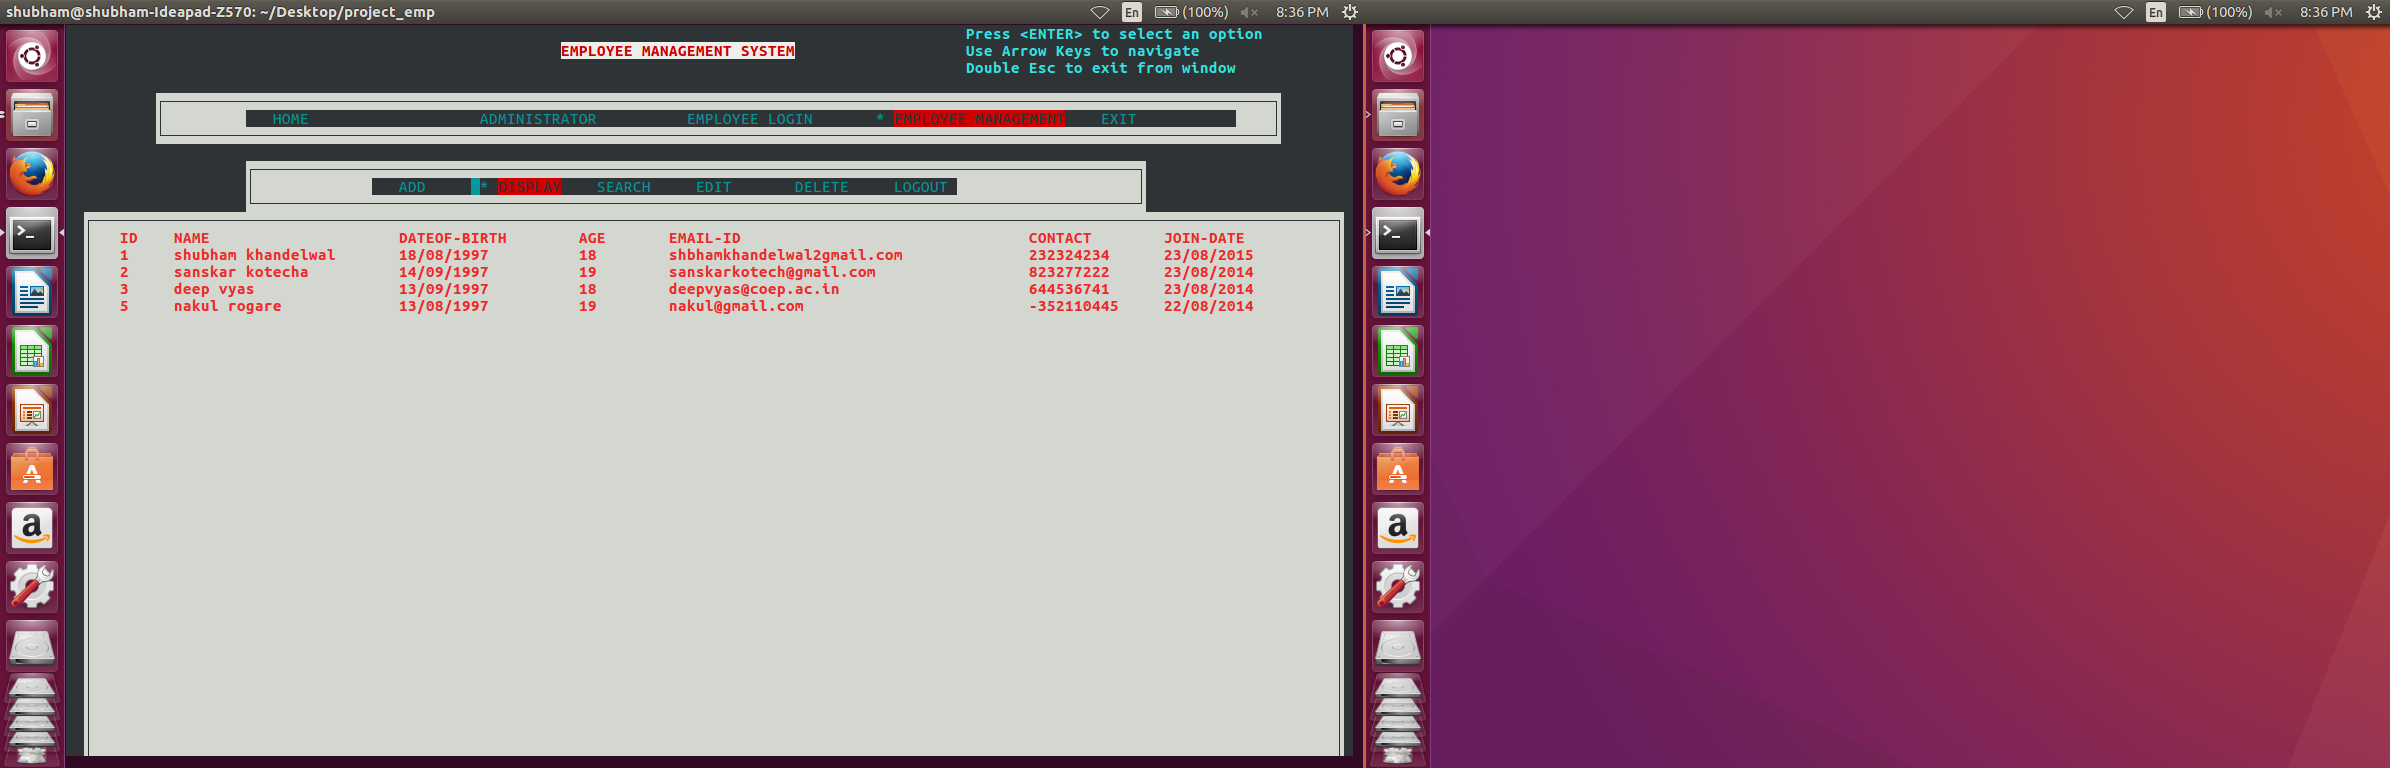 shubham@shubham-Ideapad-Z570: ~/Desktop/project_emp En (100%) 8:36 PM En (100%) 8:36 PM
Press <ENTER> to select an option
EMPLOYEE MANAGEMENT SYSTEM Use Arrow Keys to navigate
Double Esc to exit from window
HOME ADMINISTRATOR EMPLOYEE LOGIN * EMPLOYEE MANAGEMENT EXIT
ADD * DISPLAY SEARCH EDIT DELETE LOGOUT
ID NAME DATEOF-BIRTH AGE EMAIL-ID CONTACT JOIN-DATE
1 shubham khandelwal 18/08/1997 18 shbhamkhandelwal2gmail.com 232324234 23/08/2015
2 sanskar kotecha 14/09/1997 19 sanskarkotech@gmail.com 823277222 23/08/2014
3 deep vyas 13/09/1997 18 deepvyas@coep.ac.in 644536741 23/08/2014
5 nakul rogare 13/08/1997 19 nakul@gmail.com -352110445 22/08/2014